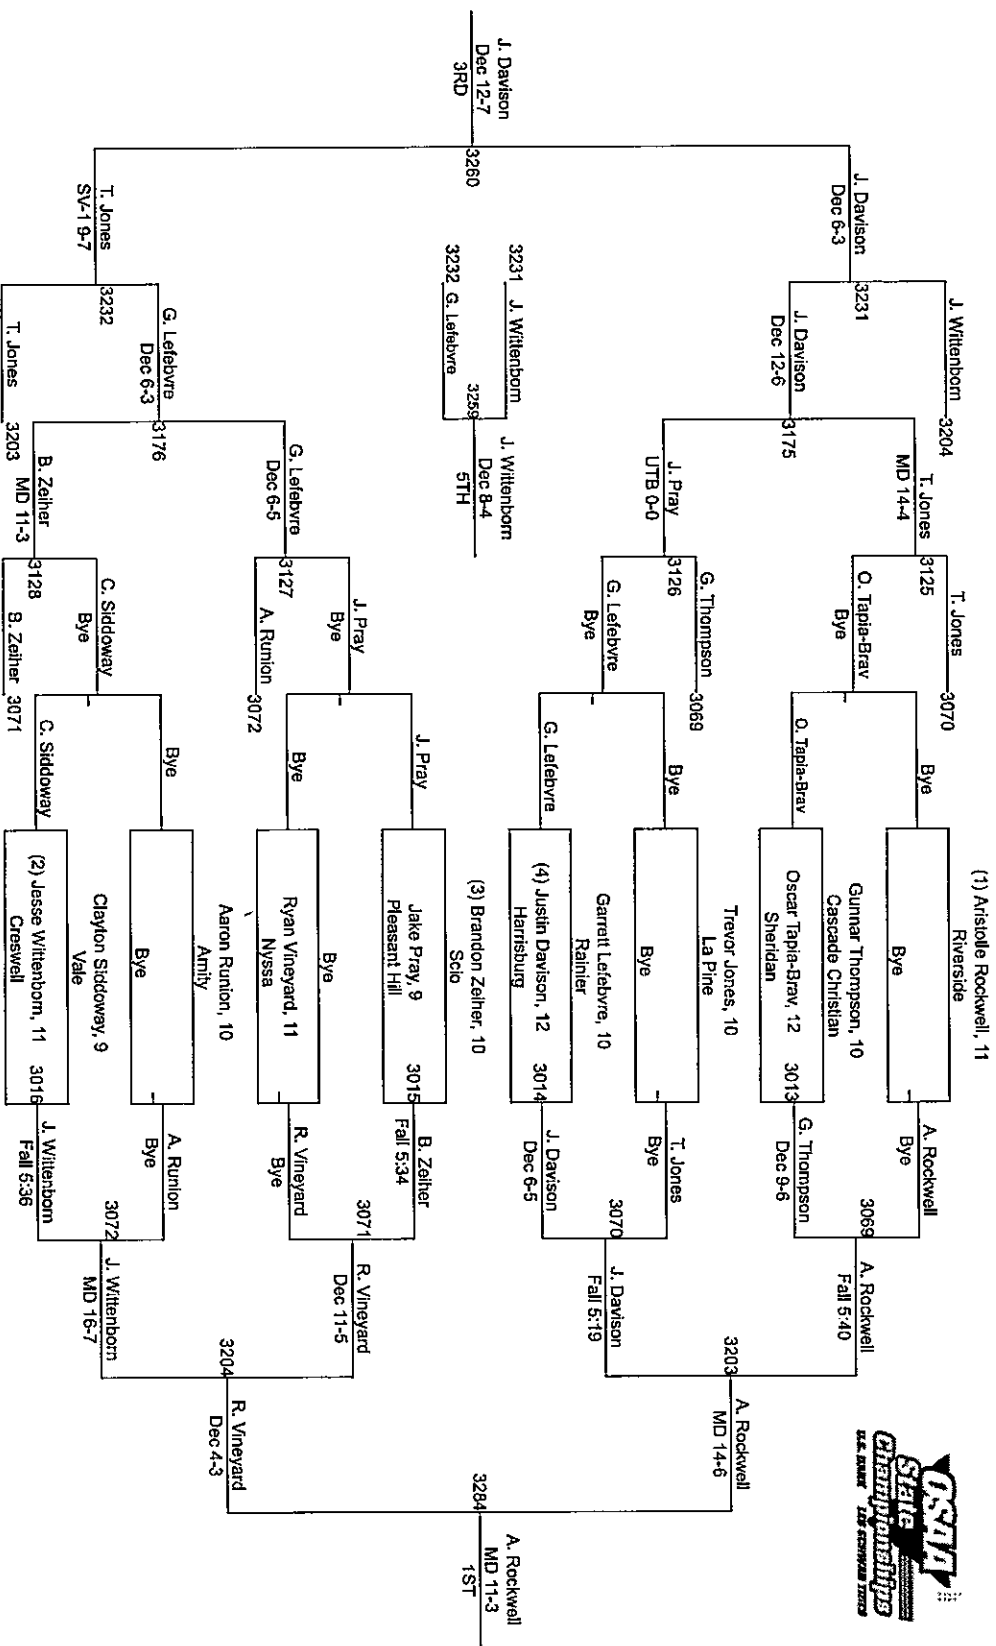 OSAA
State
Championships
U.S. BANK LES SCHWAB TIRES
(1) Aristolle Rockwell, 11
Riverside
Bye
Bye
Gunnar Thompson, 10
Cascade Christian
Oscar Tapia-Brav, 12
Sheridan
3013
O. Tapia-Brav
Trevor Jones, 10
La Pine
Bye
Bye
Garrett Lefebvre, 10
Rainier
(4) Justin Davison, 12
Harrisburg
3014
G. Lefebvre
(3) Brandon Zeiher, 10
Scio
Jake Pray, 9
Pleasant Hill
3015
J. Pray
Bye
Ryan Vineyard, 11
Nyssa
Bye
Aaron Runion, 10
Amity
Bye
Bye
Clayton Siddoway, 9
Vale
(2) Jesse Wittenborn, 11
Creswell
3016
C. Siddoway
A. Rockwell
Bye
3069
G. Thompson
Dec 9-6
T. Jones
Bye
3070
J. Davison
Dec 6-5
B. Zeiher
Fall 5:34
3071
R. Vineyard
Bye
A. Runion
Bye
3072
J. Wittenborn
Fall 5:36
A. Rockwell
Fall 5:40
3203
J. Davison
Fall 5:19
R. Vineyard
Dec 11-5
3204
J. Wittenborn
MD 16-7
A. Rockwell
MD 14-6
3284
R. Vineyard
Dec 4-3
A. Rockwell
MD 11-3
1ST
T. Jones
3070
3125
O. Tapia-Brav
Bye
G. Thompson
3069
3126
G. Lefebvre
Bye
J. Pray
Bye
3127
A. Runion
3072
C. Siddoway
Bye
3128
B. Zeiher
3071
J. Wittenborn
3204
T. Jones
MD 14-4
3175
J. Pray
UTB 0-0
G. Lefebvre
Dec 6-5
3176
B. Zeiher
MD 11-3
T. Jones
3203
3231
J. Davison
Dec 12-6
G. Lefebvre
Dec 6-3
3232
J. Davison
Dec 6-3
3260
T. Jones
SV-1 9-7
J. Davison
Dec 12-7
3RD
3231
J. Wittenborn
3259
3232
G. Lefebvre
J. Wittenborn
Dec 8-4
5TH